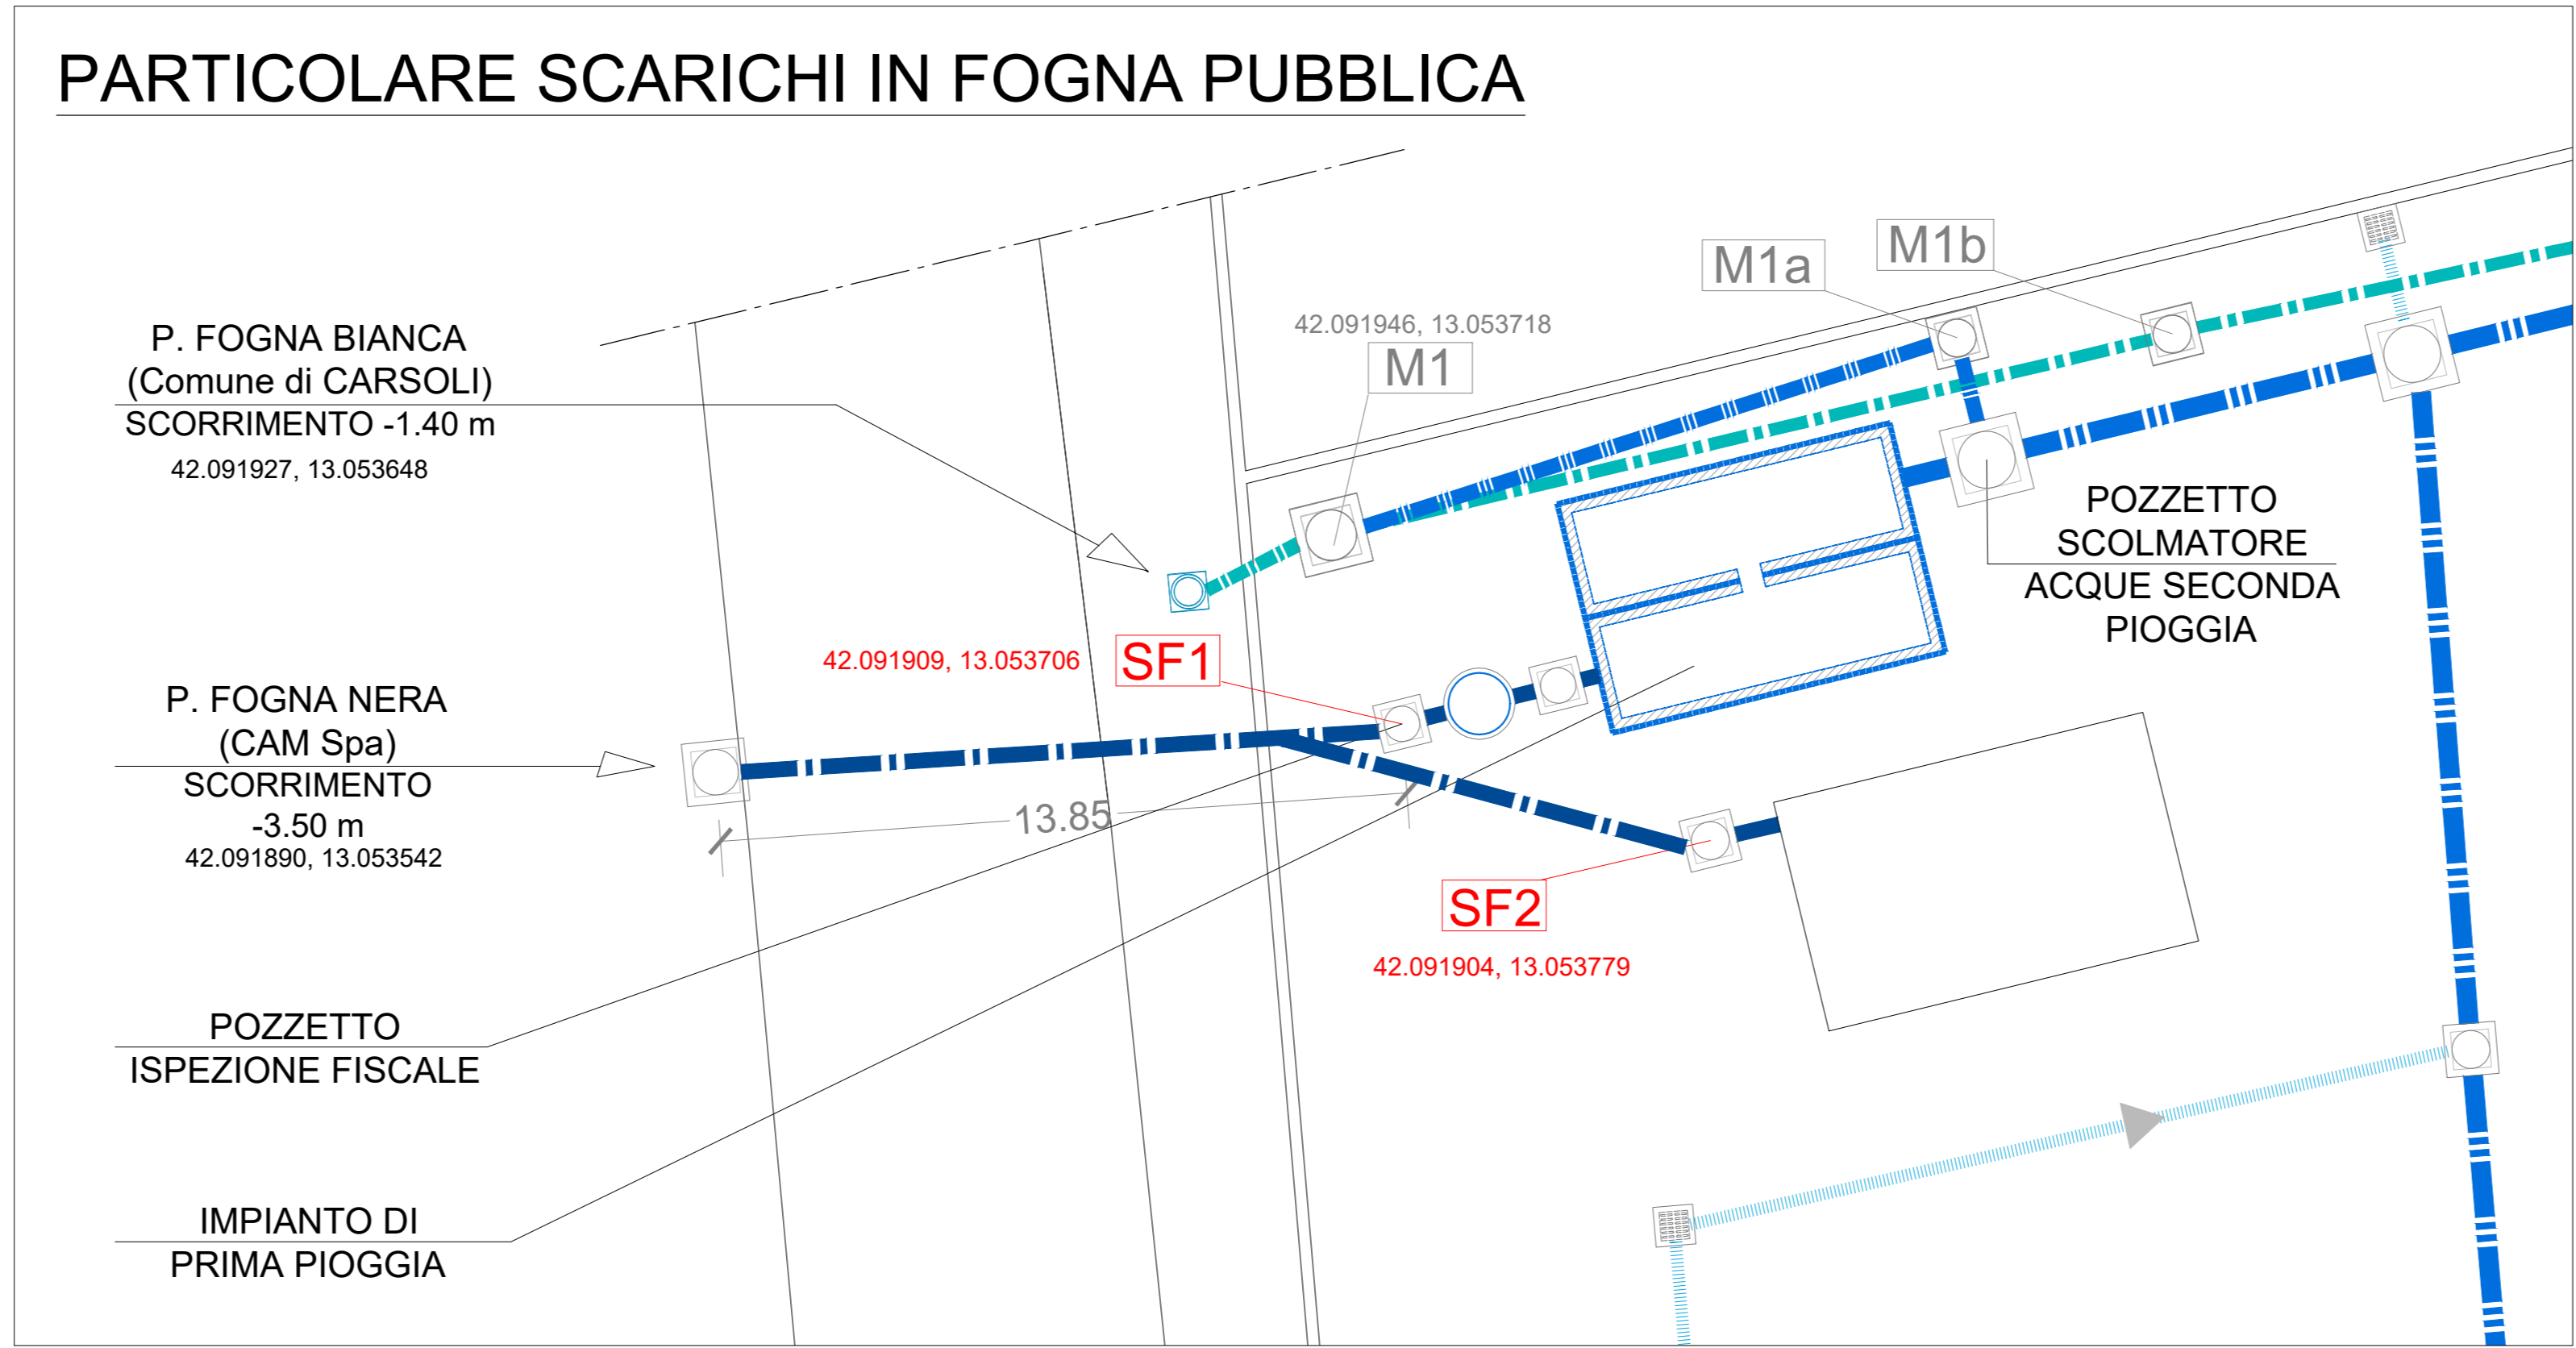 PARTICOLARE SCARICHI IN FOGNA PUBBLICA
P. FOGNA BIANCA
(Comune di CARSOLI)
SCORRIMENTO -1.40 m
42.091927, 13.053648
42.091946, 13.053718
M1
M1a
M1b
POZZETTO
SCOLMATORE
ACQUE SECONDA
PIOGGIA
42.091909, 13.053706
SF1
P. FOGNA NERA
(CAM Spa)
SCORRIMENTO
-3.50 m
42.091890, 13.053542
13.85
SF2
42.091904, 13.053779
POZZETTO
ISPEZIONE FISCALE
IMPIANTO DI
PRIMA PIOGGIA